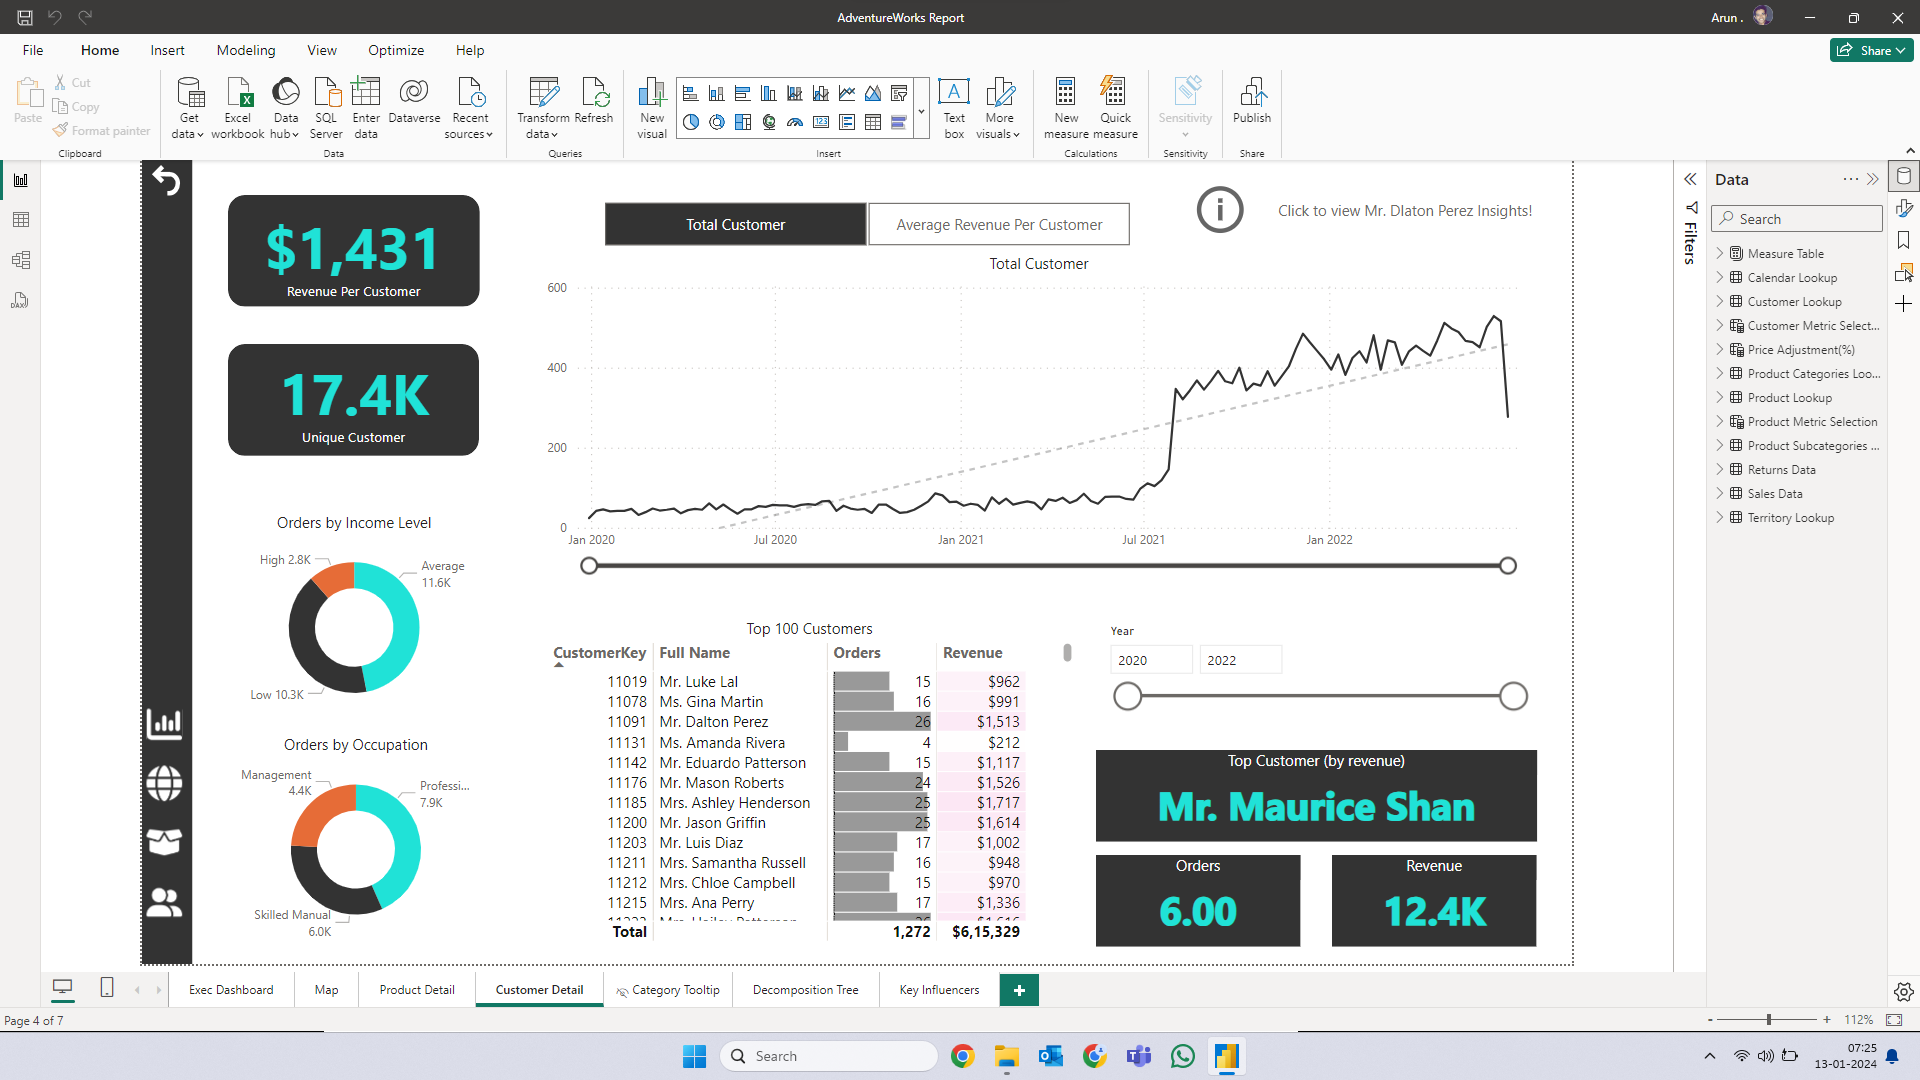 AdventureWorks Report
Arun .
File
Home
Insert
Modeling
View
Optimize
Help
Share
Paste
Cut
Copy
Format painter
Clipboard
Get data
Excel workbook
Data hub
SQL Server
Enter data
Dataverse
Recent sources
Data
Transform data
Refresh
Queries
New visual
123
Text box
More visuals
Insert
New measure
Quick measure
Calculations
Sensitivity
Sensitivity
Publish
Share
$1,431
Revenue Per Customer
17.4K
Unique Customer
Total Customer
Average Revenue Per Customer
Click to view Mr. Dlaton Perez Insights!
Total Customer
600
400
200
0
Jan 2020
Jul 2020
Jan 2021
Jul 2021
Jan 2022
Orders by Income Level
High 2.8K
Average
11.6K
Low 10.3K
Orders by Occupation
Management
4.4K
Professi...
7.9K
Skilled Manual
6.0K
Top 100 Customers
CustomerKey Full Name Orders Revenue
11019 Mr. Luke Lal 15 $962
11078 Ms. Gina Martin 16 $991
11091 Mr. Dalton Perez 26 $1,513
11131 Ms. Amanda Rivera 4 $212
11142 Mr. Eduardo Patterson 15 $1,117
11176 Mr. Mason Roberts 24 $1,526
11185 Mrs. Ashley Henderson 25 $1,717
11200 Mr. Jason Griffin 25 $1,614
11203 Mr. Luis Diaz 17 $1,002
11211 Mrs. Samantha Russell 16 $948
11212 Mrs. Chloe Campbell 15 $970
11215 Mrs. Ana Perry 17 $1,336
Total 1,272 $6,15,329
Year
2020
2022
Top Customer (by revenue)
Mr. Maurice Shan
Orders
6.00
Revenue
12.4K
Filters
Data
Search
Measure Table
Calendar Lookup
Customer Lookup
Customer Metric Select...
Price Adjustment(%)
Product Categories Loo...
Product Lookup
Product Metric Selection
Product Subcategories ...
Returns Data
Sales Data
Territory Lookup
Exec Dashboard
Map
Product Detail
Customer Detail
Category Tooltip
Decomposition Tree
Key Influencers
Page 4 of 7
112%
Search
07:25
13-01-2024